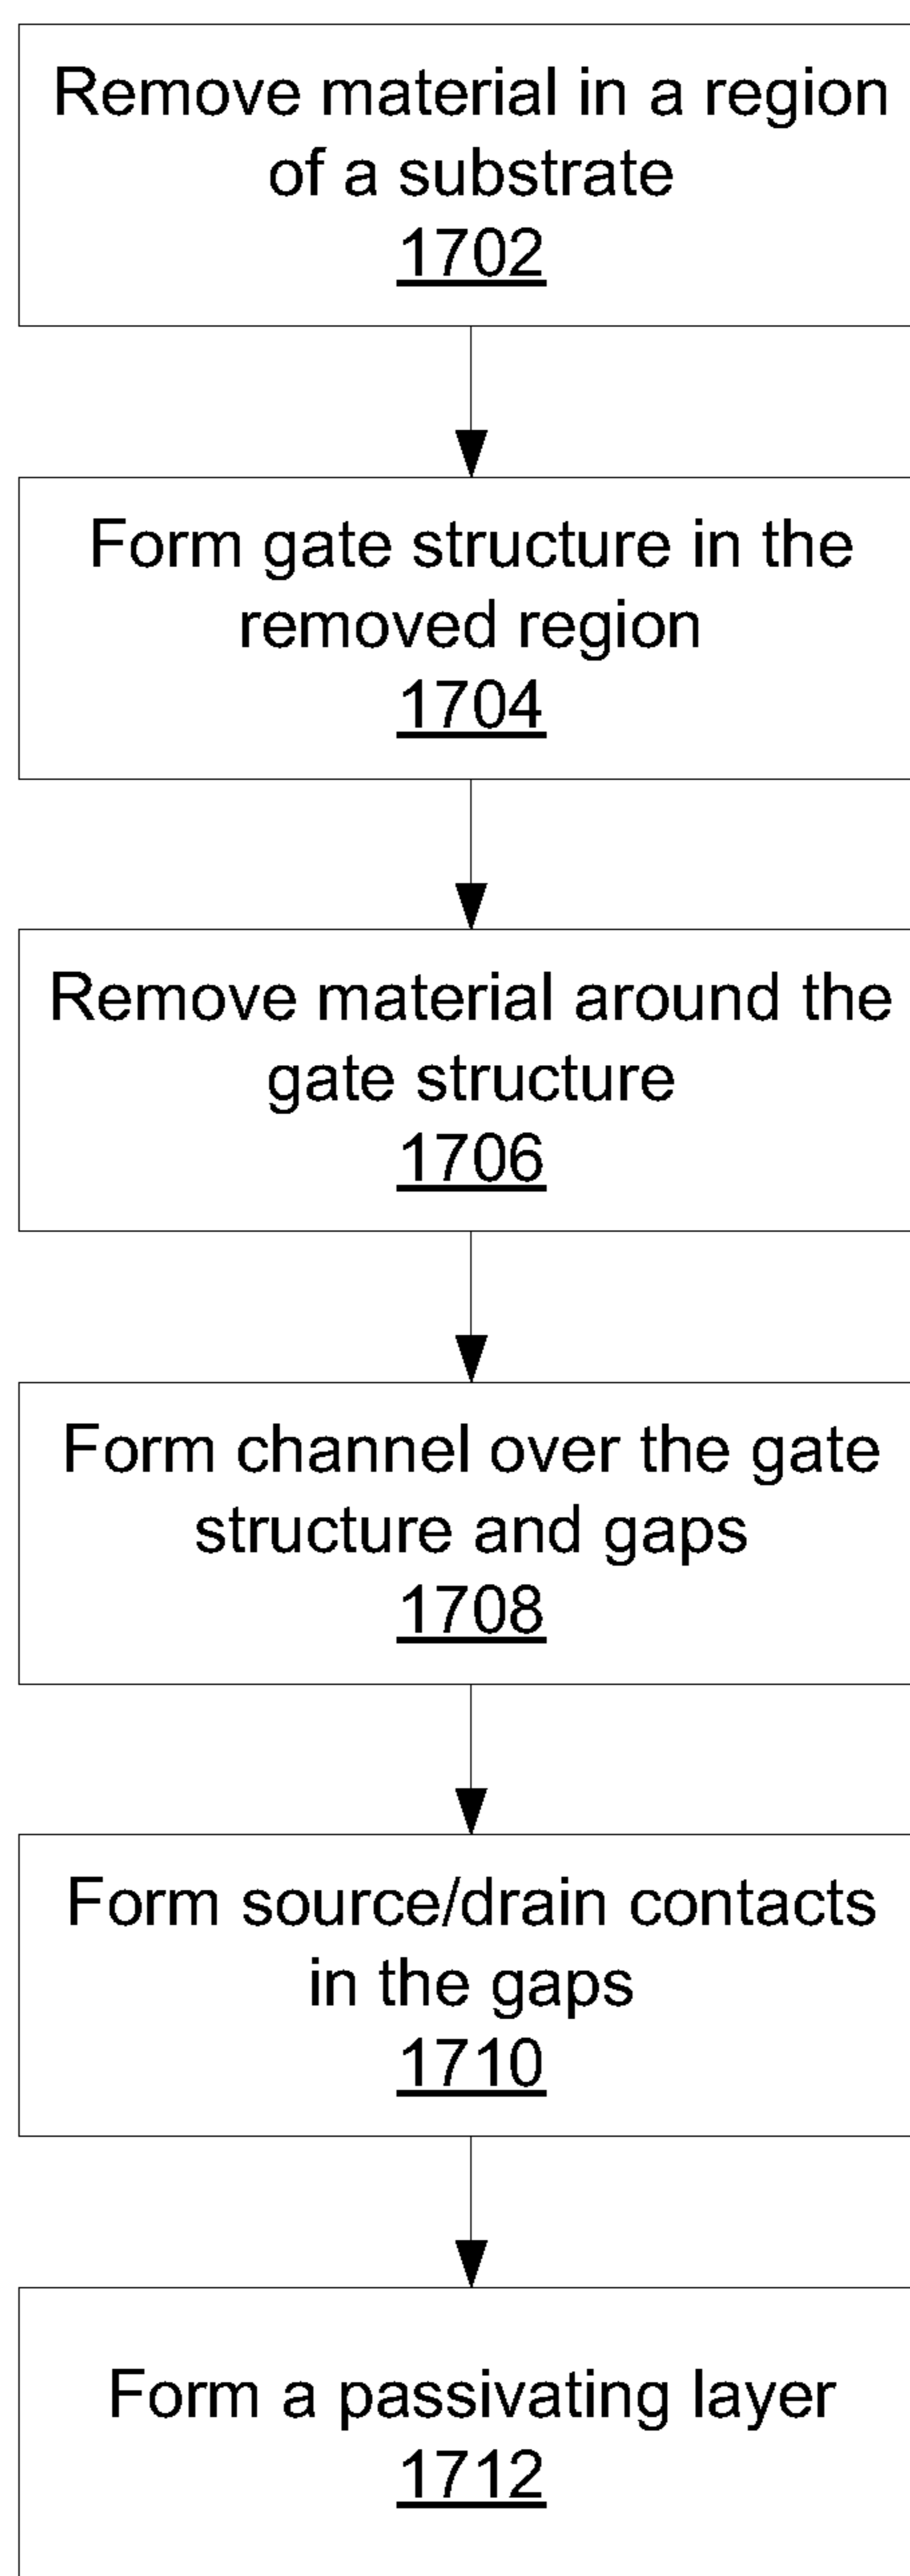 Remove material in a region
of a substrate
1702
Form gate structure in the
removed region
1704
Remove material around the
gate structure
1706
Form channel over the gate
structure and gaps
1708
Form source/drain contacts
in the gaps
1710
Form a passivating layer
1712